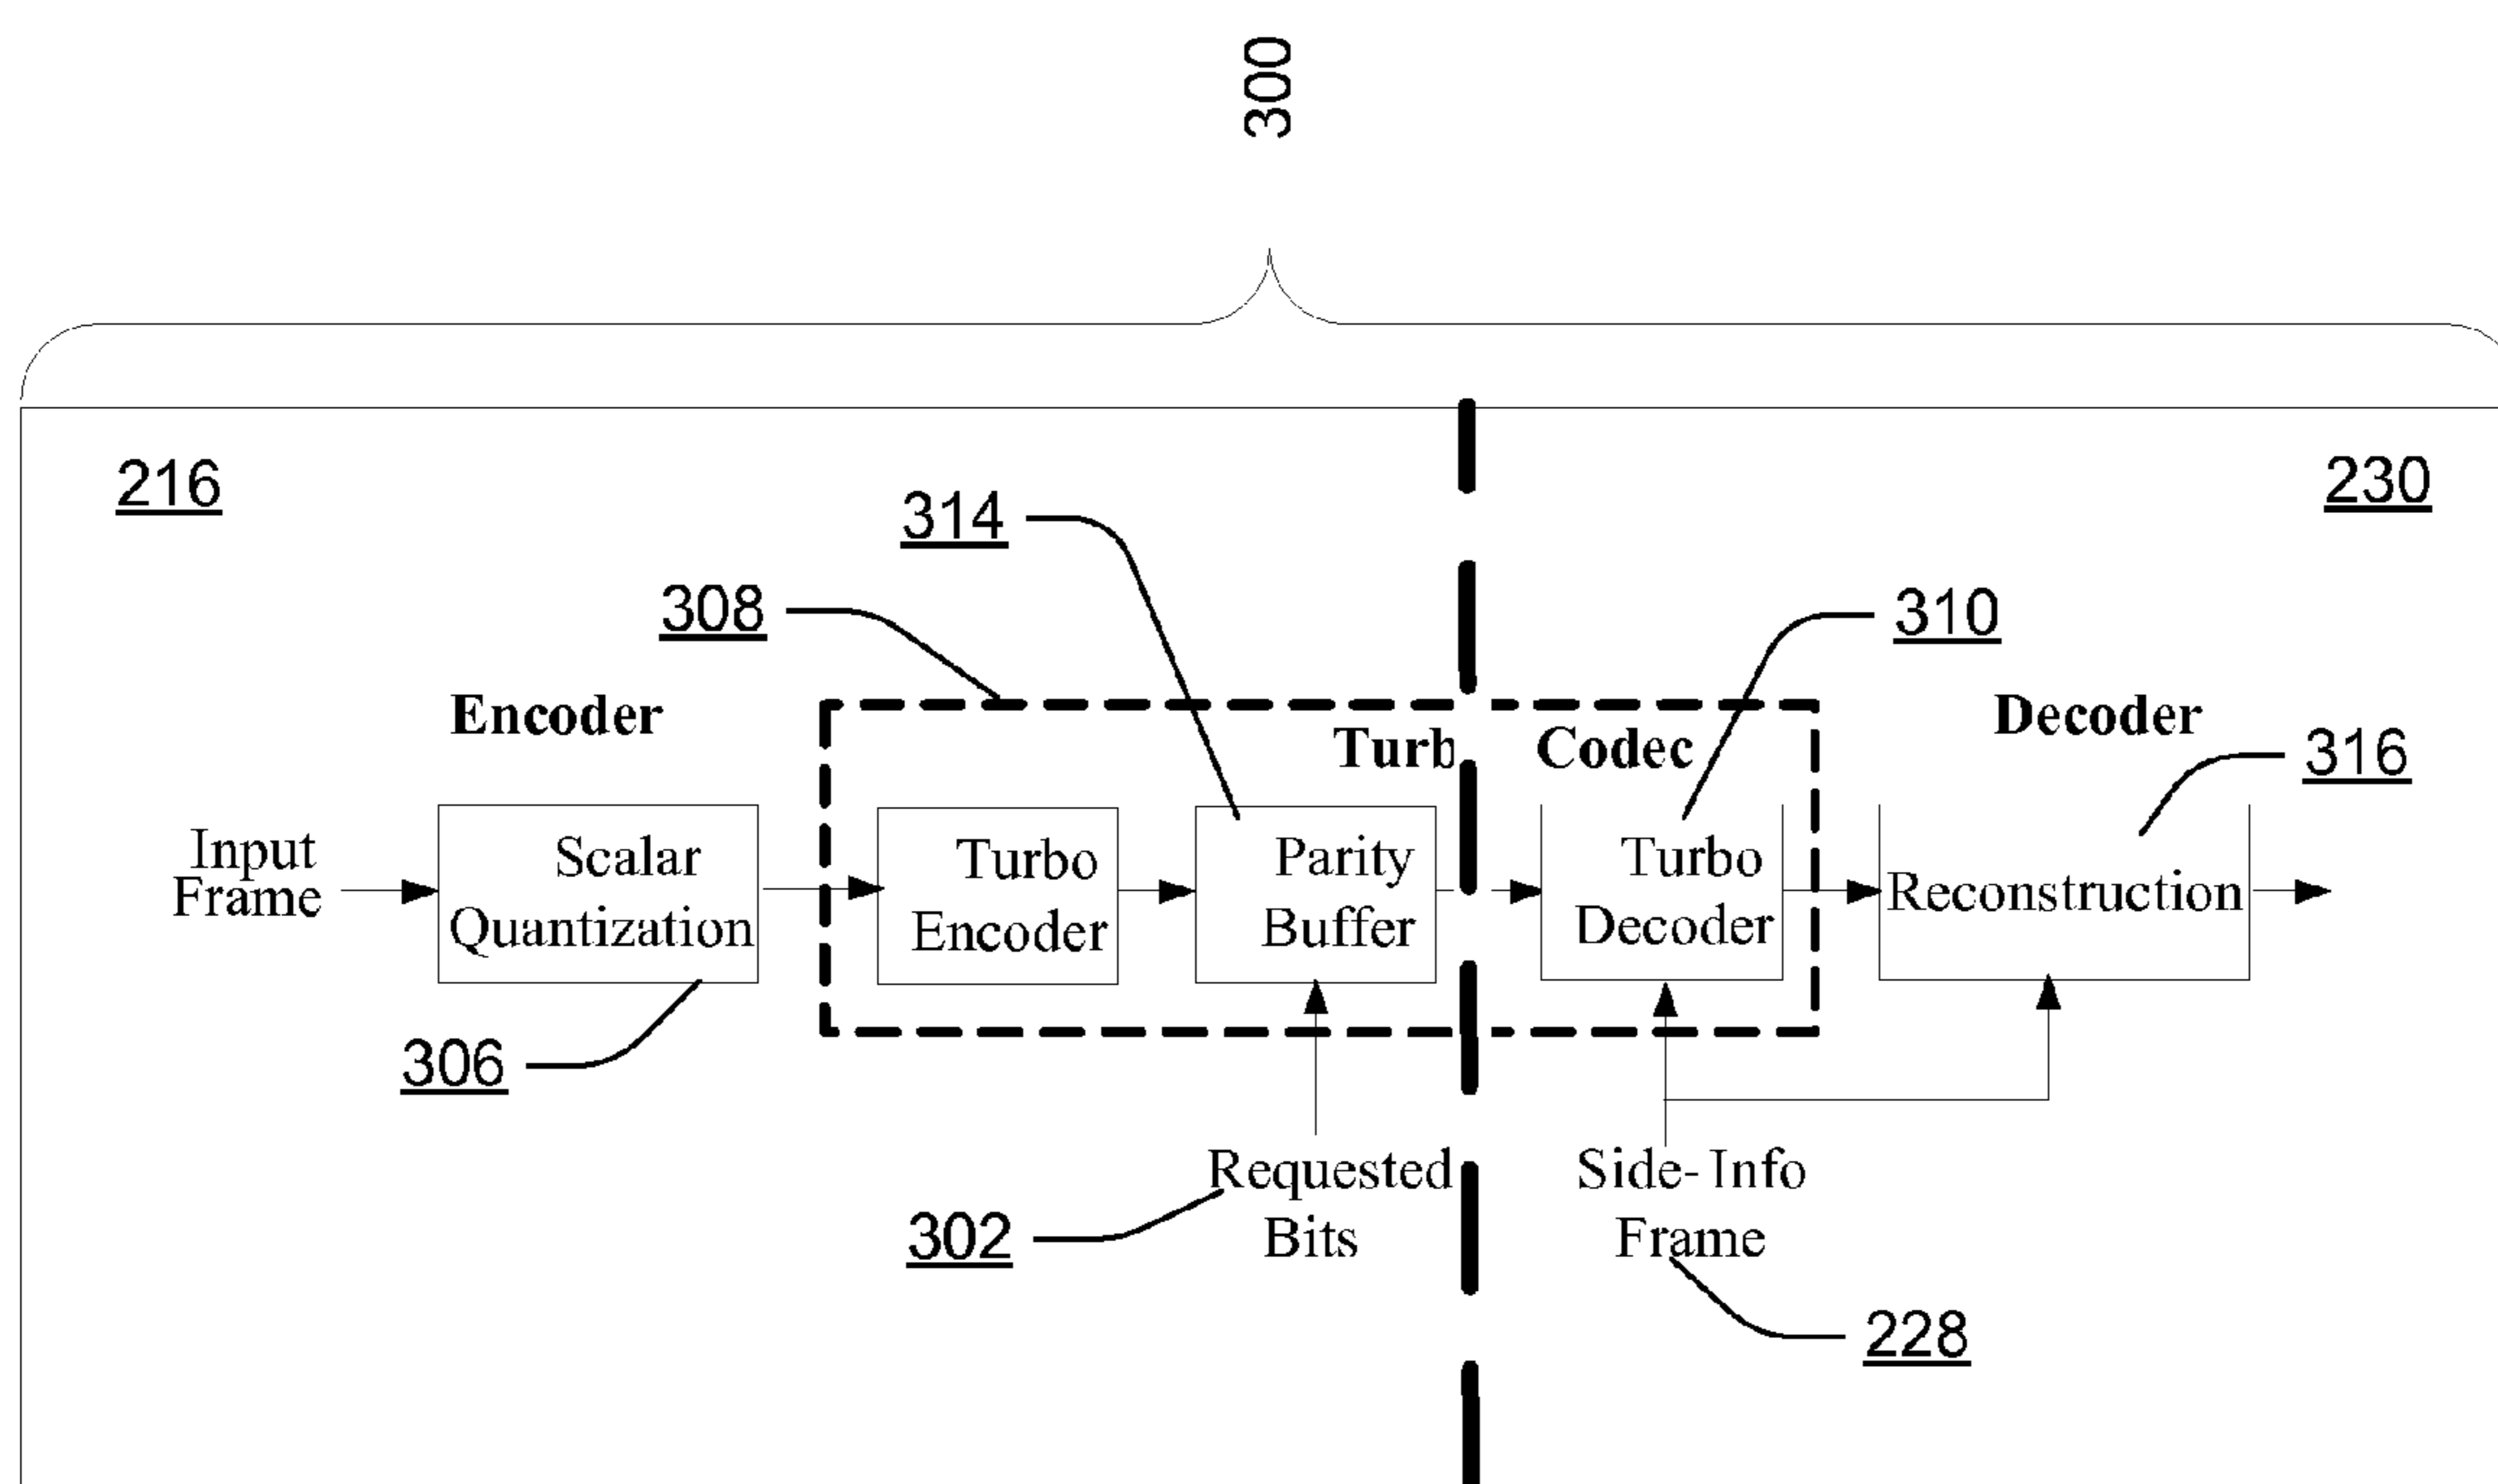 300
216
230
314
308
310
Encoder
Turb Codec
Decoder
316
Input
Frame
Scalar
Quantization
Turbo
Encoder
Parity
Buffer
Turbo
Decoder
Reconstruction
306
Requested
Bits
302
Side-Info
Frame
228